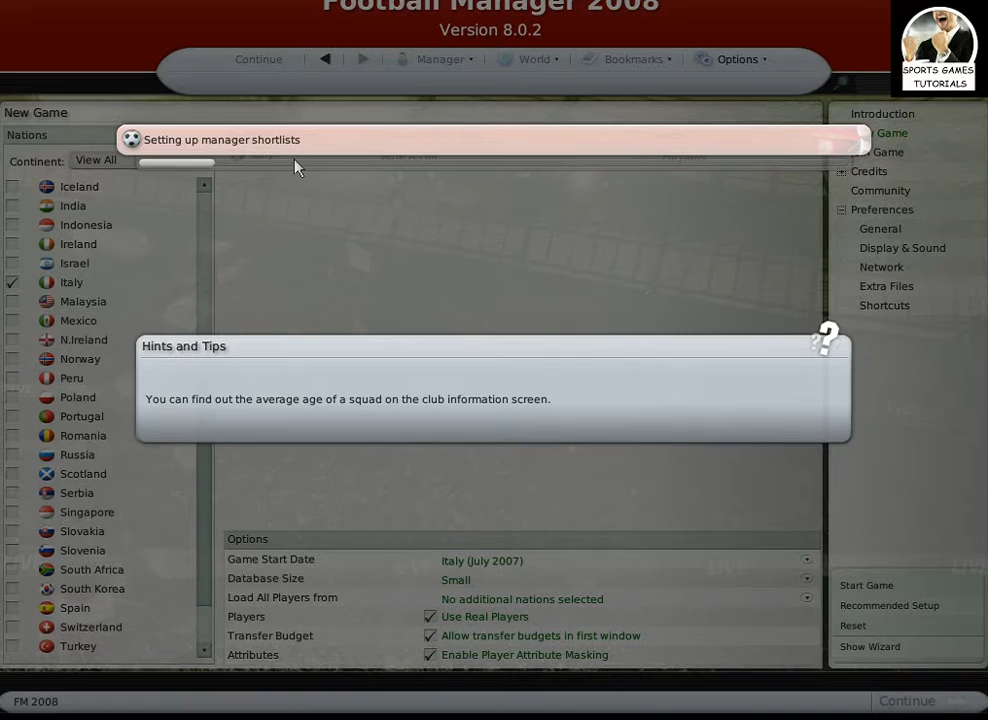 Football Manager 2008
Version 8.0.2
SPORTS GAMES
TUTORIALS
Continue
Manager
World
Bookmarks
Options
New Game
Nations
Continent: View All
Setting up manager shortlists
Iceland
India
Indonesia
Ireland
Israel
Italy
Malaysia
Mexico
N.Ireland
Norway
Peru
Poland
Portugal
Romania
Russia
Scotland
Serbia
Singapore
Slovakia
Slovenia
South Africa
South Korea
Spain
Switzerland
Turkey
Hints and Tips
You can find out the average age of a squad on the club information screen.
Options
Game Start Date Italy (July 2007)
Database Size Small
Load All Players from No additional nations selected
Players Use Real Players
Transfer Budget Allow transfer budgets in first window
Attributes Enable Player Attribute Masking
Introduction
Game
Game
Credits
Community
Preferences
General
Display & Sound
Network
Extra Files
Shortcuts
Start Game
Recommended Setup
Reset
Show Wizard
FM 2008
Continue